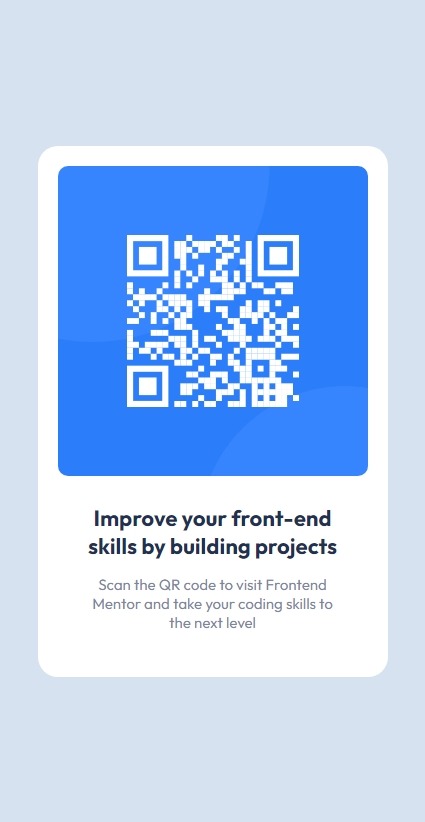 Improve your front-end
skills by building projects
Scan the QR code to visit Frontend
Mentor and take your coding skills to
the next level